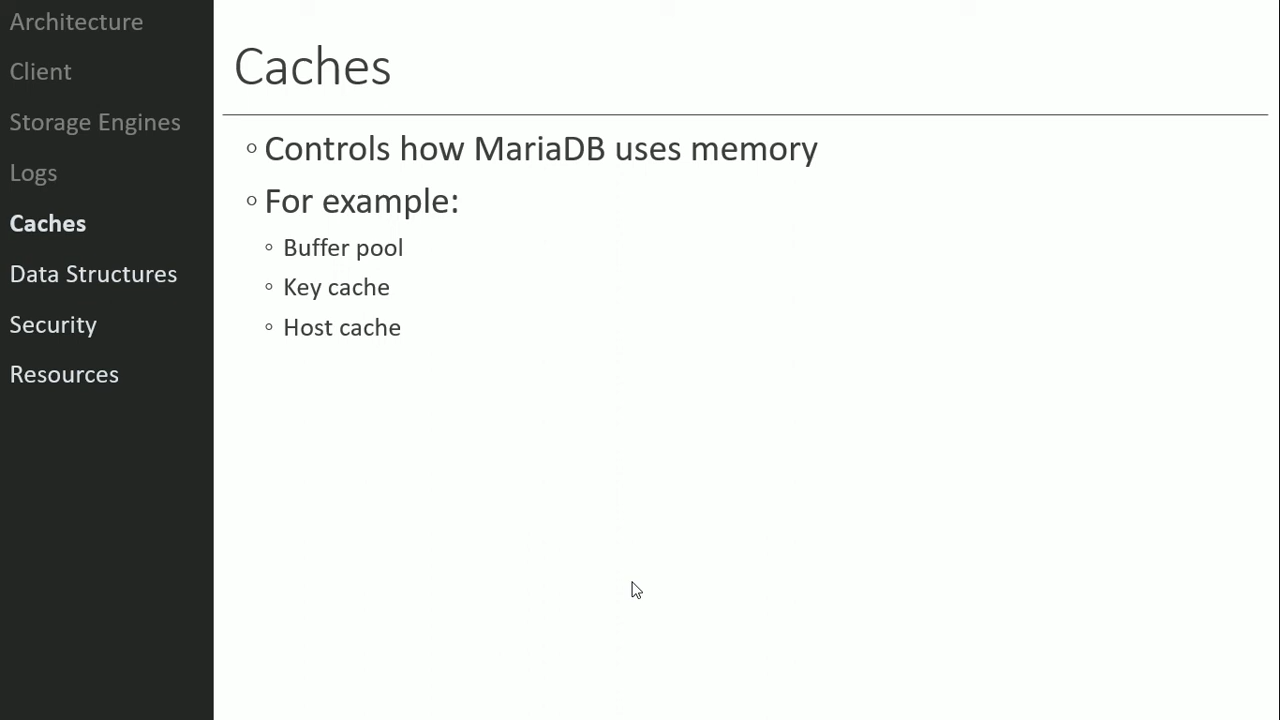 Architecture
Client
Storage Engines
Logs
Caches
Data Structures
Security
Resources
Caches
◦ Controls how MariaDB uses memory
◦ For example:
◦ Buffer pool
◦ Key cache
◦ Host cache